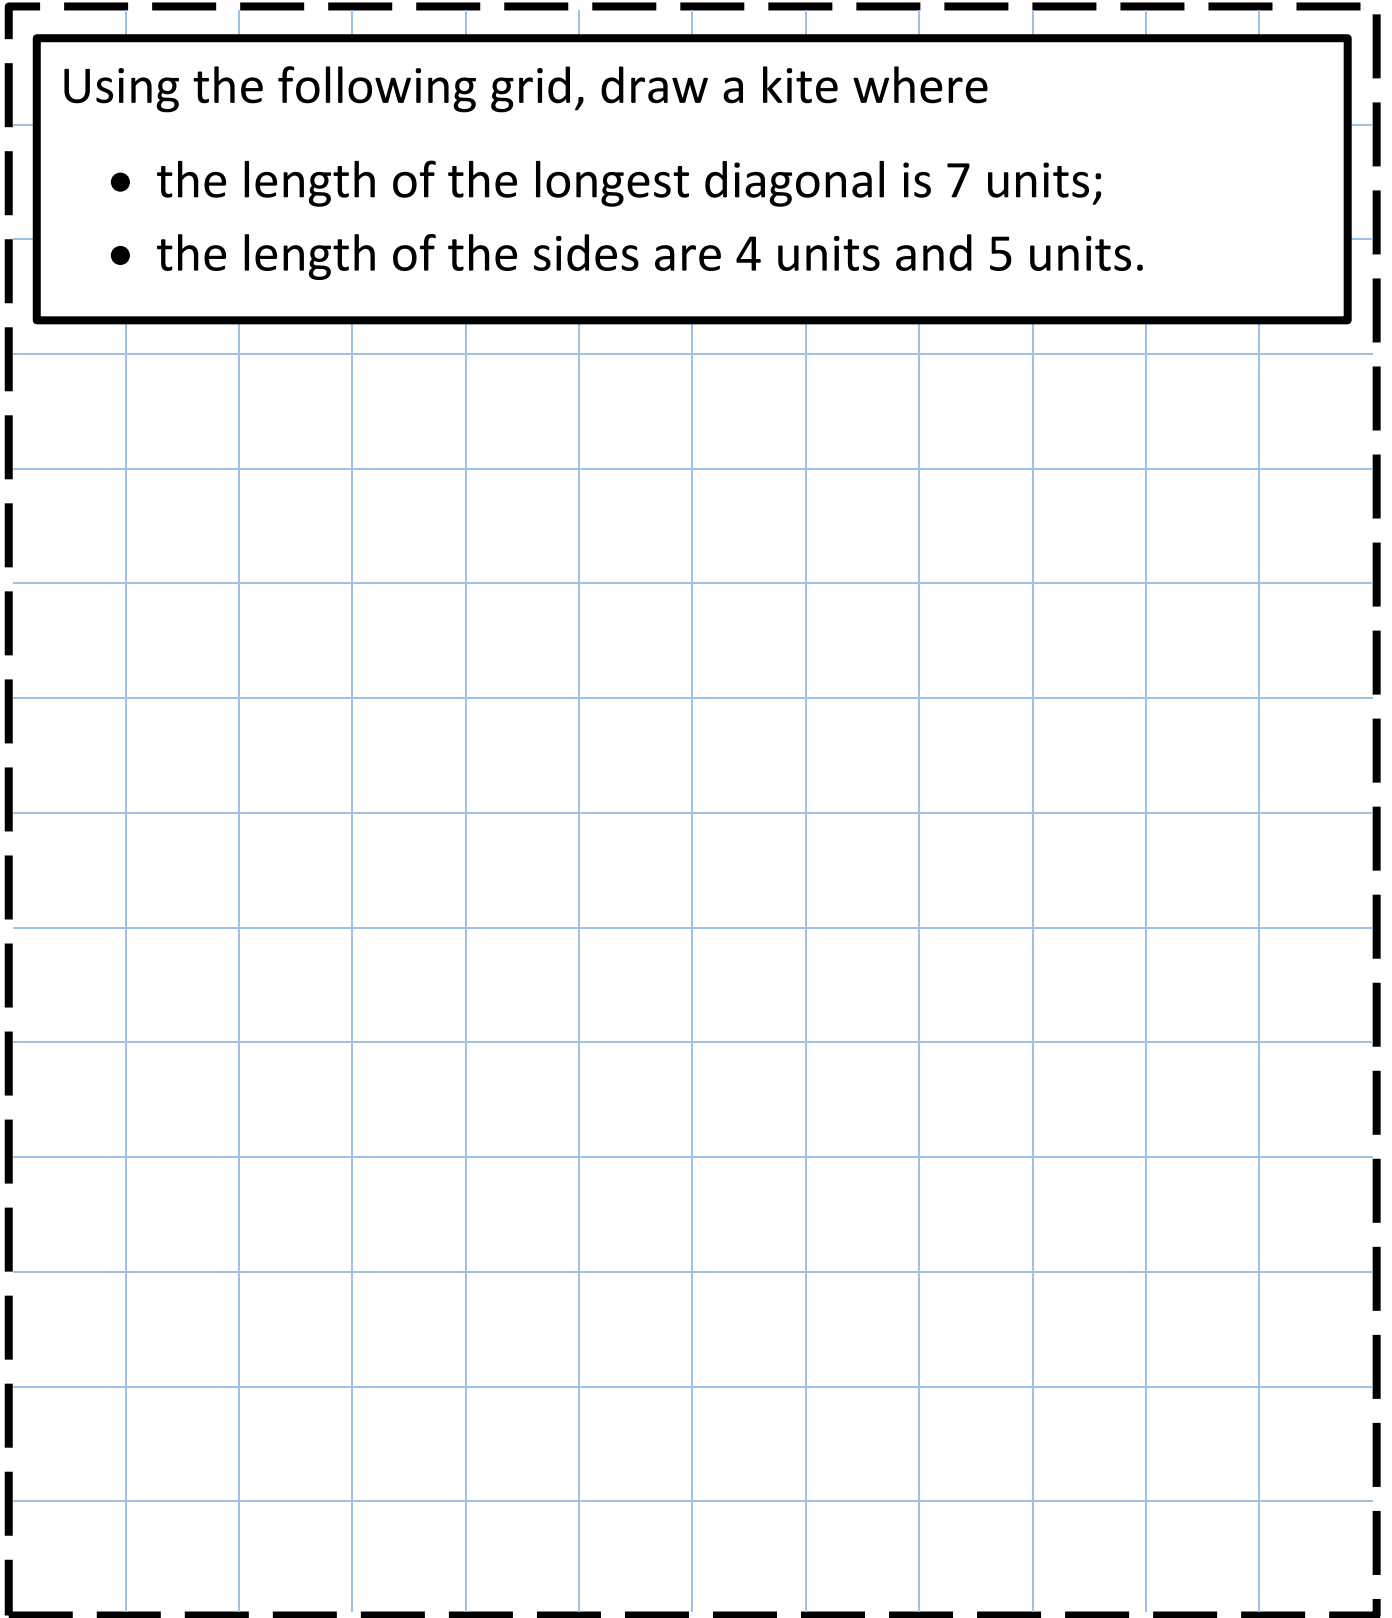 Using the following grid, draw a kite where
• the length of the longest diagonal is 7 units;
• the length of the sides are 4 units and 5 units.